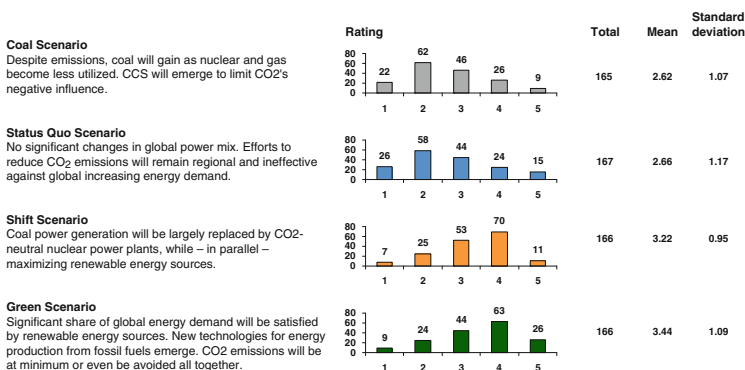 Rating
Total
Mean
Standard
deviation
Coal Scenario
Despite emissions, coal will gain as nuclear and gas
become less utilized. CCS will emerge to limit CO2's
negative influence.
80
60
40
20
0
22
62
46
26
9
1 2 3 4 5
165 2.62 1.07
Status Quo Scenario
No significant changes in global power mix. Efforts to
reduce CO₂ emissions will remain regional and ineffective
against global increasing energy demand.
80
60
40
20
0
26
58
44
24
15
1 2 3 4 5
167 2.66 1.17
Shift Scenario
Coal power generation will be largely replaced by CO2-
neutral nuclear power plants, while – in parallel –
maximizing renewable energy sources.
80
60
40
20
0
7
25
53
70
11
1 2 3 4 5
166 3.22 0.95
Green Scenario
Significant share of global energy demand will be satisfied
by renewable energy sources. New technologies for energy
production from fossil fuels emerge. CO2 emissions will be
at minimum or even be avoided all together.
80
60
40
20
0
9
24
44
63
26
1 2 3 4 5
166 3.44 1.09